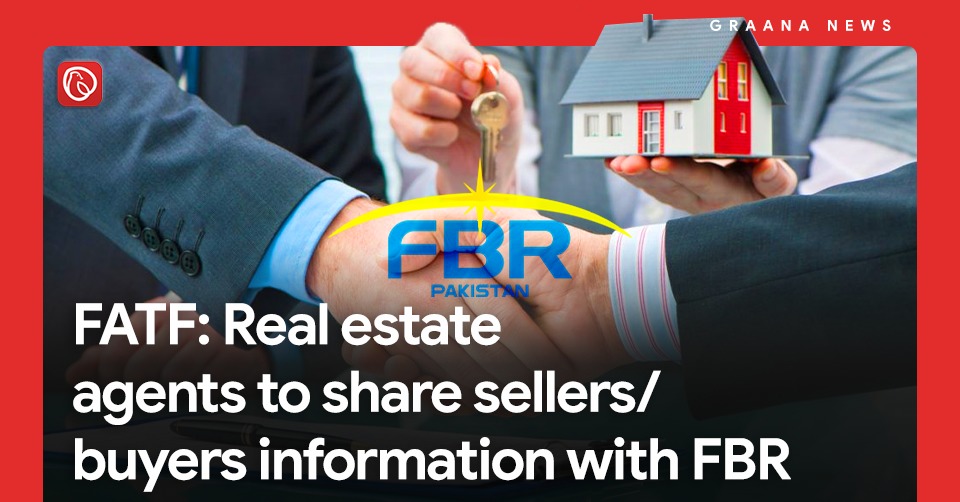 GRAANA NEWS
FBR
PAKISTAN
FATF: Real estate
agents to share sellers/
buyers information with FBR